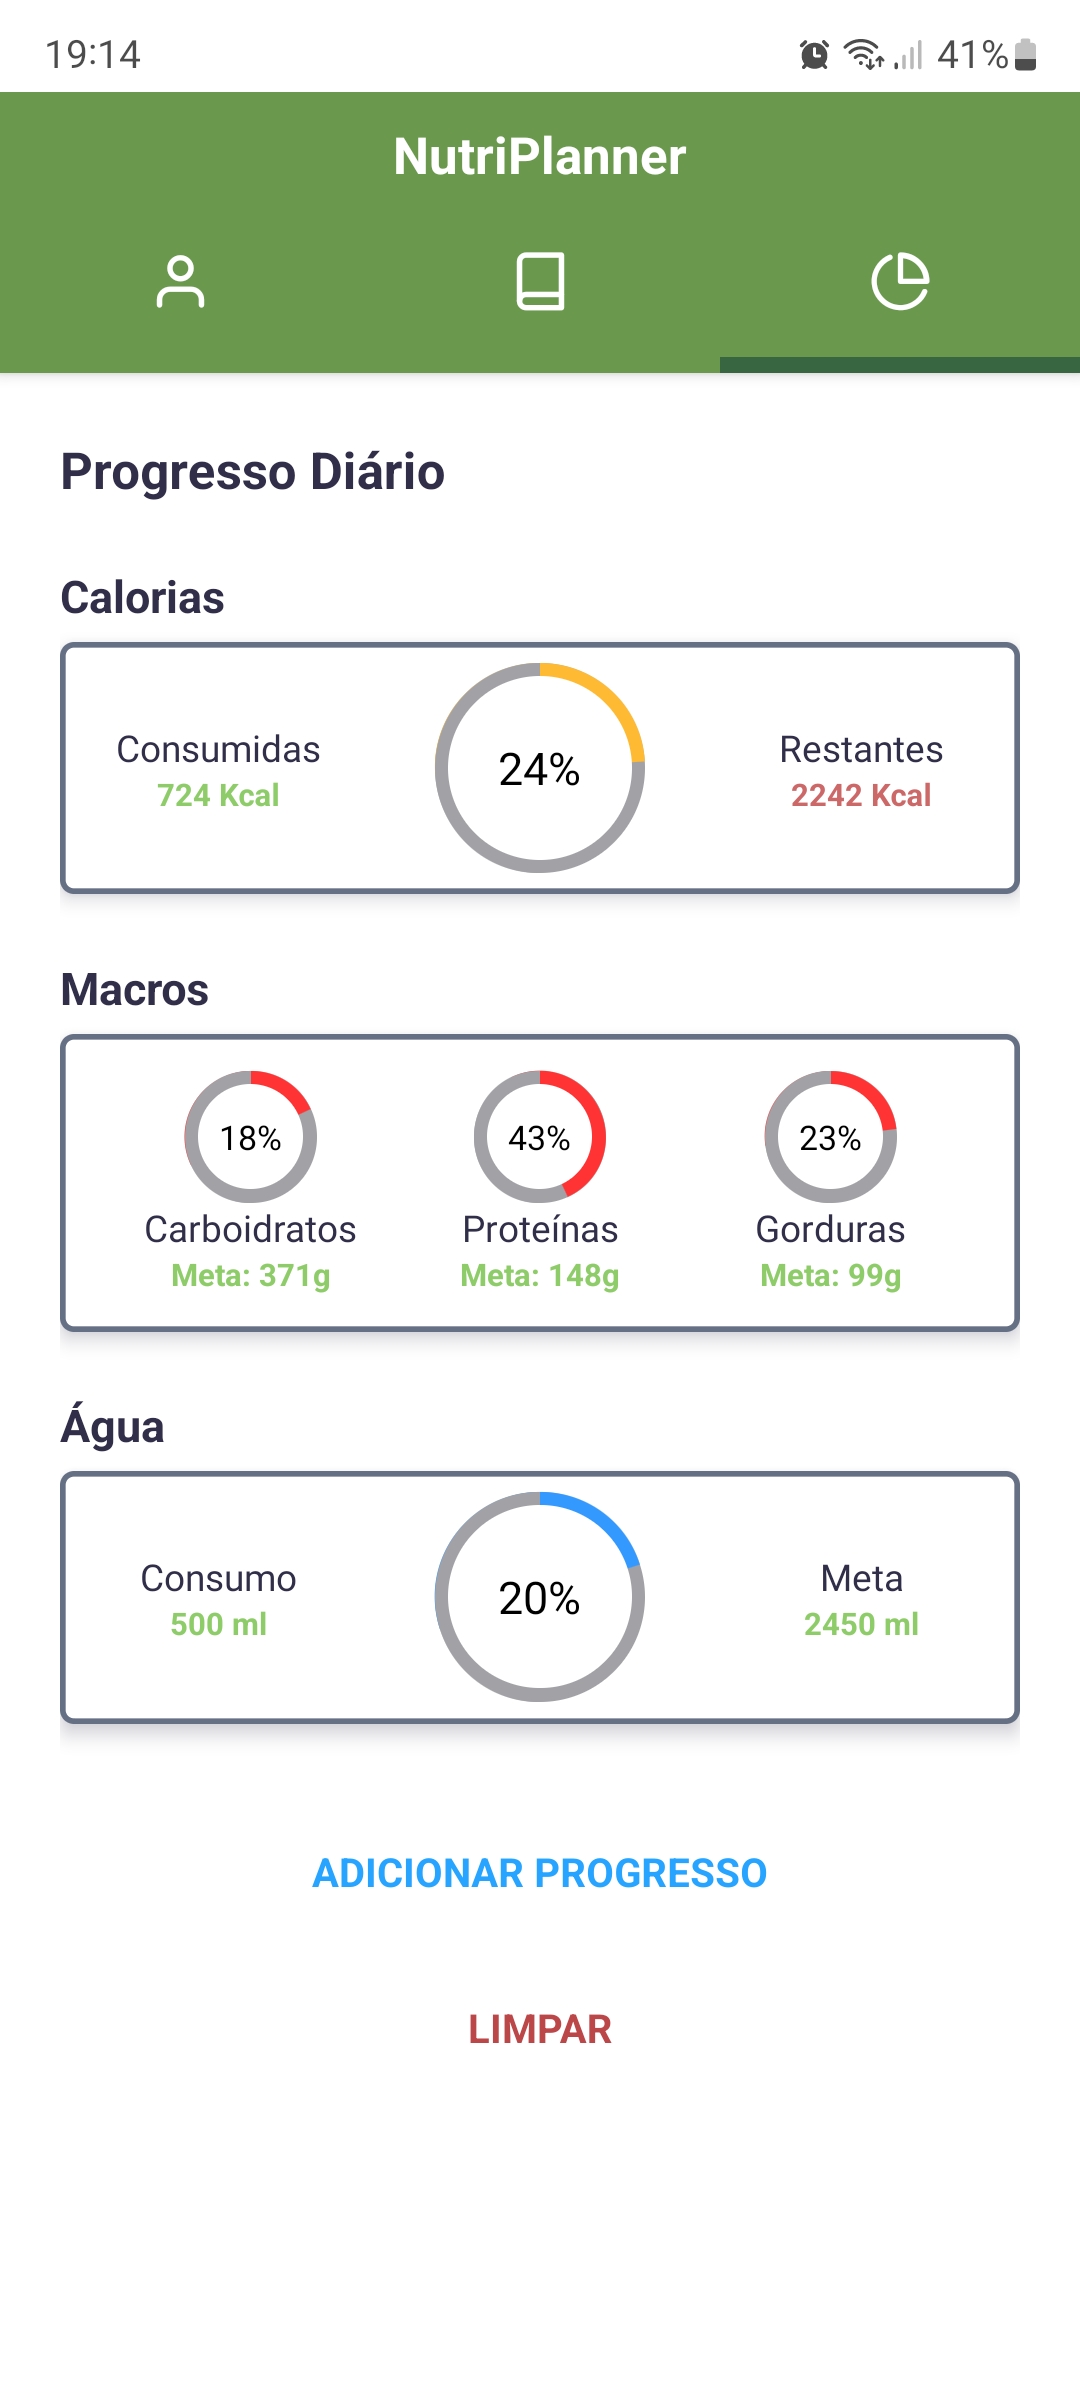 19:14
41%
NutriPlanner
Progresso Diário
Calorias
Consumidas
724 Kcal
24%
Restantes
2242 Kcal
Macros
18%
Carboidratos
Meta: 371g
43%
Proteínas
Meta: 148g
23%
Gorduras
Meta: 99g
Água
Consumo
500 ml
20%
Meta
2450 ml
ADICIONAR PROGRESSO
LIMPAR